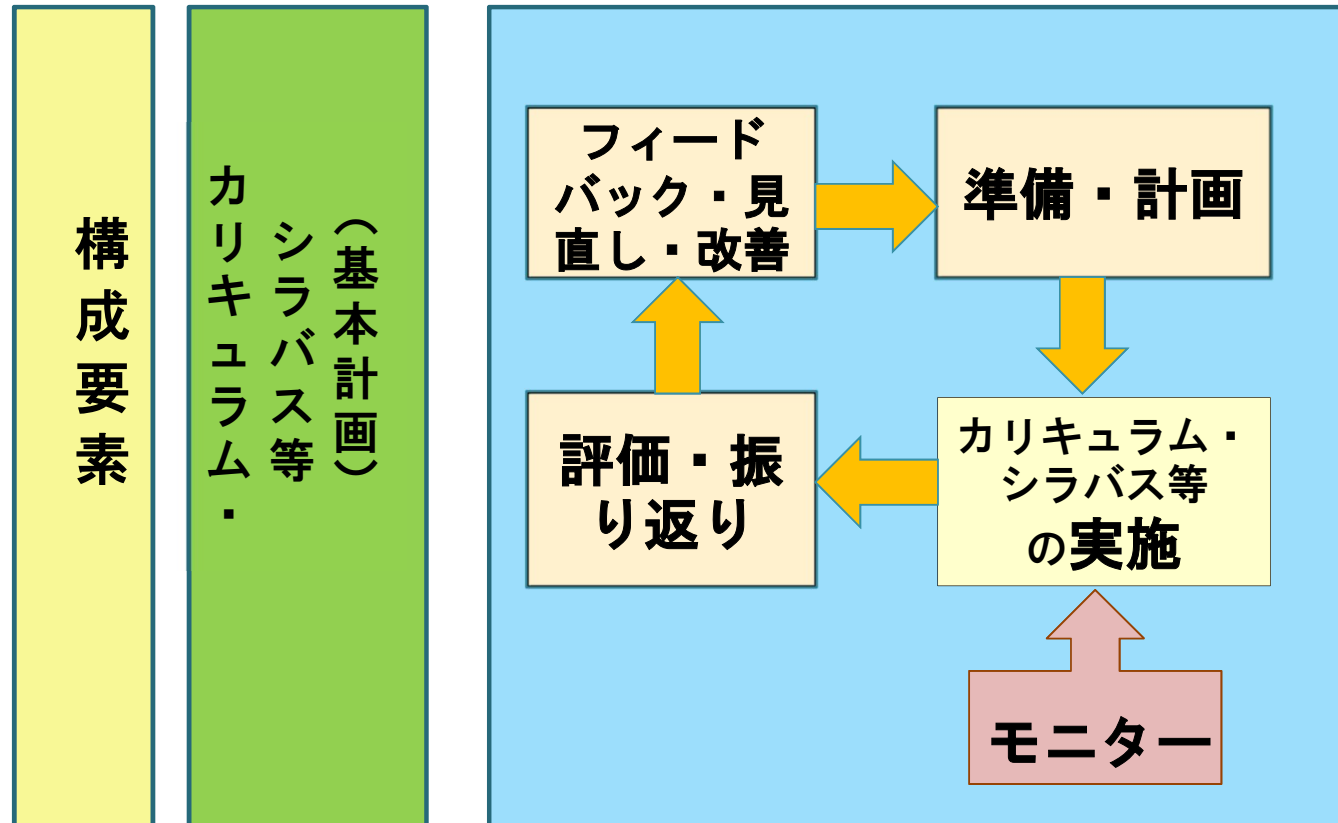 構成要素
(基本計画)
シラバス等
カリキュラム・
フィード
バック・見
直し・改善
準備・計画
評価・振
り返り
カリキュラム・
シラバス等
の実施
モニター